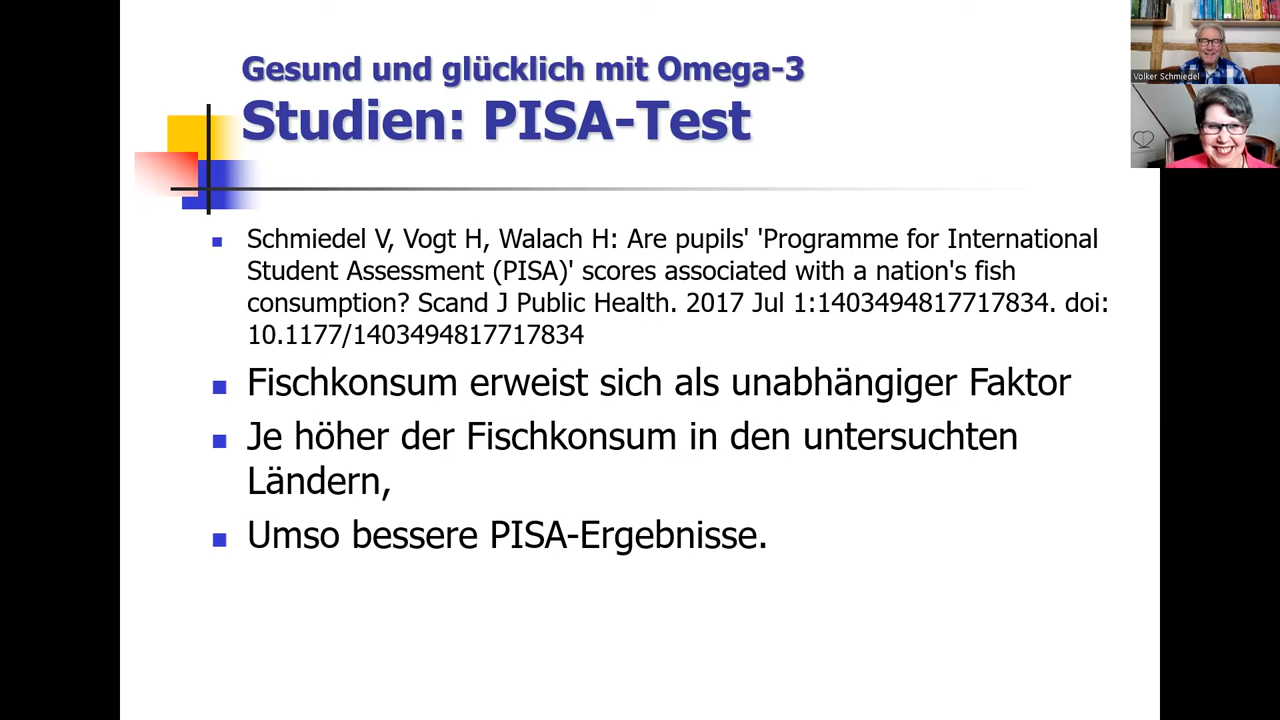 Gesund und glücklich mit Omega-3
Studien: PISA-Test
Schmiedel V, Vogt H, Walach H: Are pupils' 'Programme for International
Student Assessment (PISA)' scores associated with a nation's fish
consumption? Scand J Public Health. 2017 Jul 1:1403494817717834. doi:
10.1177/1403494817717834
Fischkonsum erweist sich als unabhängiger Faktor
Je höher der Fischkonsum in den untersuchten
Ländern,
Umso bessere PISA-Ergebnisse.
Volker Schmiedel